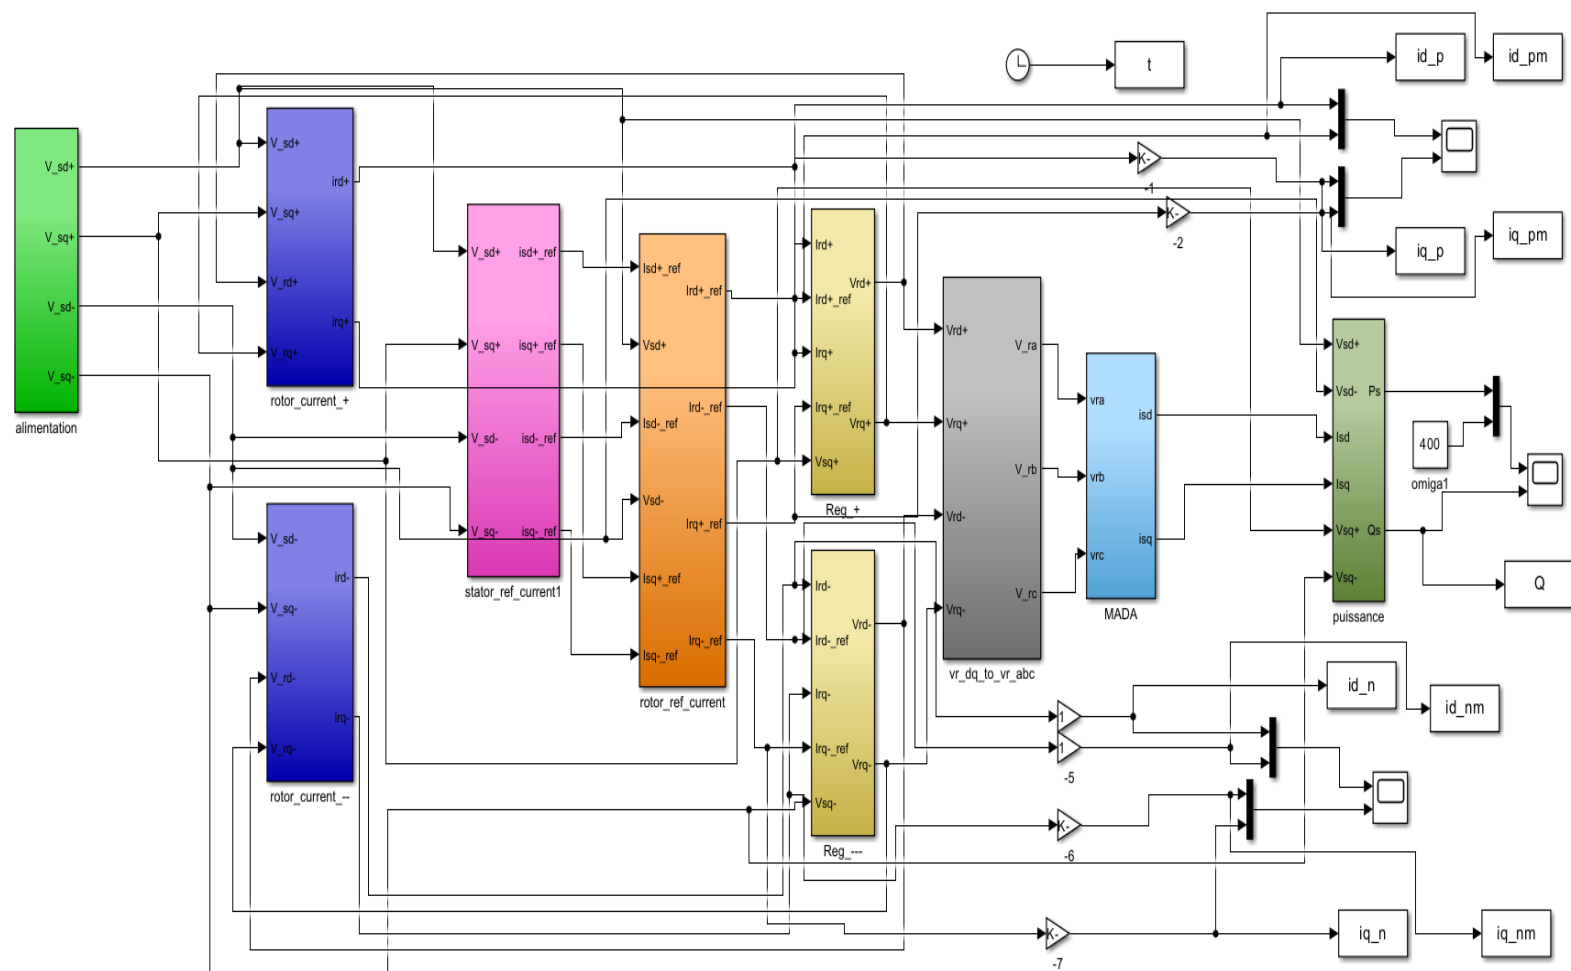 V_sd+
V_sq+
V_sd-
V_sq-
alimentation
V_sd+
V_sq+
V_rd+
V_rq+
ird+
irq+
rotor_current_+
V_sd-
V_sq-
V_rd-
V_rq-
ird-
irq-
rotor_current_--
V_sd+
V_sq+
V_sd-
V_sq-
isd+_ref
isq+_ref
isd-_ref
isq-_ref
stator_ref_current1
Isd+_ref
Vsd+
Isd-_ref
Vsd-
Isq+_ref
Isq-_ref
Ird+_ref
Ird-_ref
Irq+_ref
Irq-_ref
rotor_ref_current
Ird+
Ird+_ref
Irq+
Irq+_ref
Vsq+
Vrd+
Vrq+
Reg_+
Ird-
Ird-_ref
Irq-
Irq-_ref
Vsq-
Vrd-
Vrq-
Reg_---
Vrd+
Vrq+
Vrd-
Vrq-
V_ra
V_rb
V_rc
vr_dq_to_vr_abc
vra
vrb
vrc
isd
isq
MADA
Vsd+
Vsd-
Isd
Isq
Vsq+
Vsq-
Ps
Qs
puissance
t
K-
-1
K-
-2
id_p
id_pm
iq_p
iq_pm
400
omiga1
Q
1
1
-5
K-
-6
K-
-7
id_n
id_nm
iq_n
iq_nm